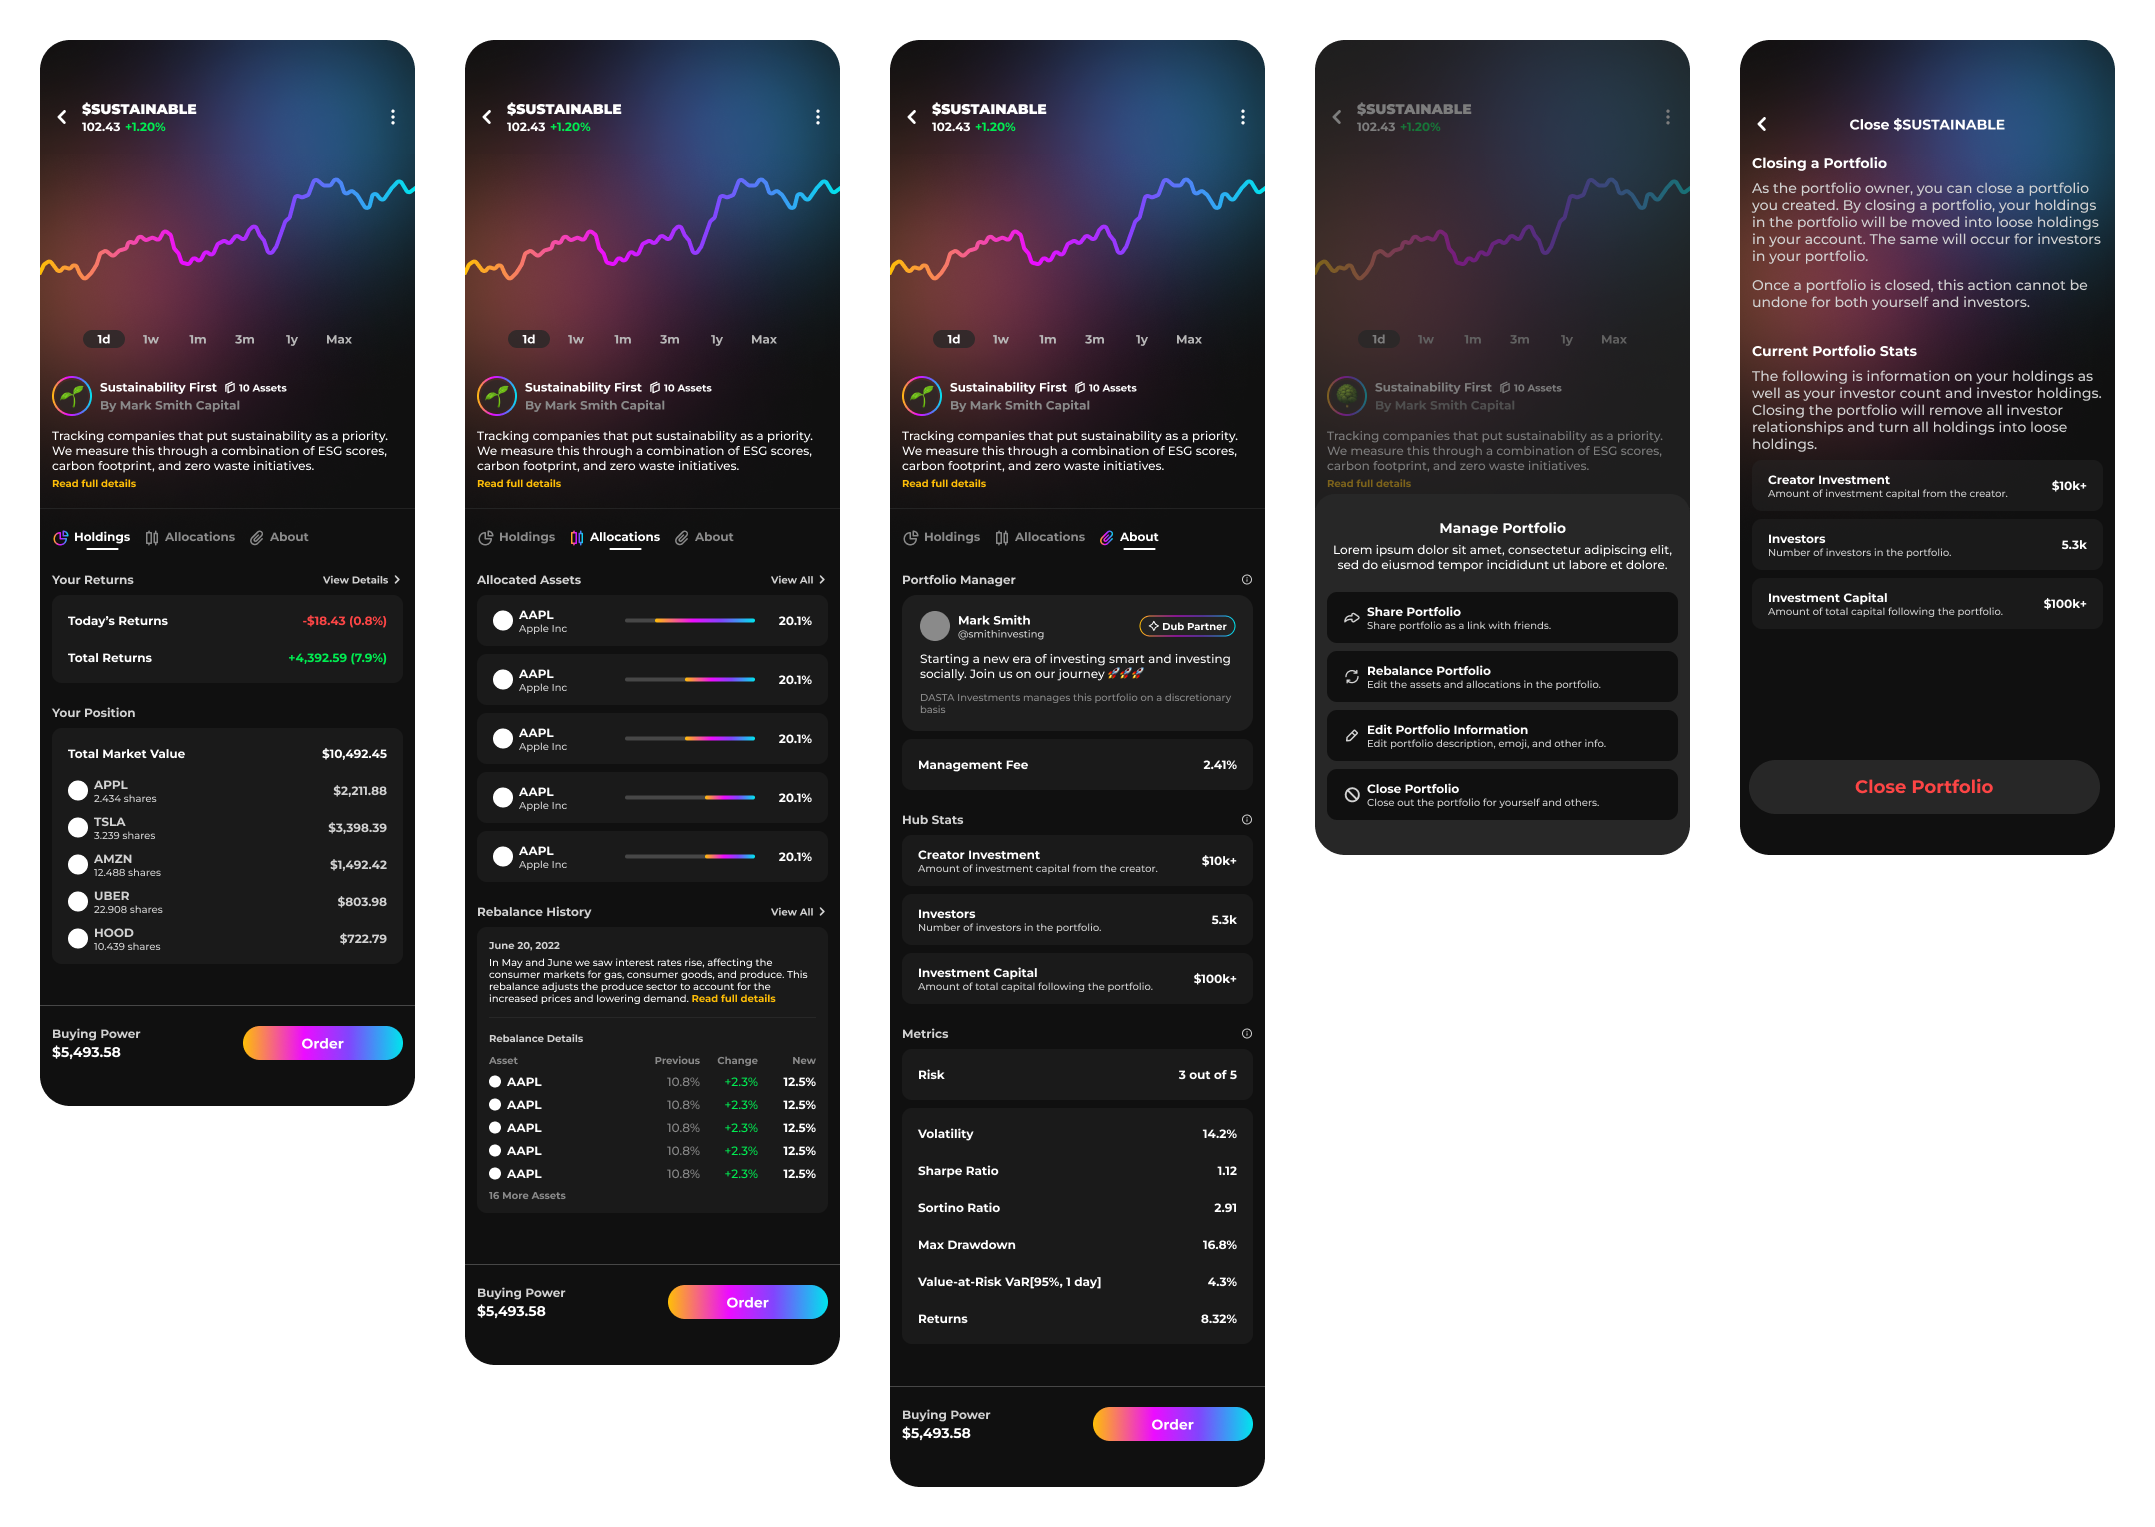 $SUSTAINABLE
102.43 +1.20%
1d 1w 1m 3m 1y Max
Sustainability First 10 Assets
By Mark Smith Capital
Tracking companies that put sustainability as a priority.
We measure this through a combination of ESG scores,
carbon footprint, and zero waste initiatives.
Read full details
Holdings Allocations About
Your Returns View Details
Today's Returns -$18.43 (0.8%)
Total Returns +4,392.59 (7.9%)
Your Position
Total Market Value $10,492.45
APPL
2.434 shares
$2,211.88
TSLA
3.239 shares
$3,398.39
AMZN
12.488 shares
$1,492.42
UBER
22.908 shares
$803.98
HOOD
10.439 shares
$722.79
Buying Power
$5,493.58
Order
$SUSTAINABLE
102.43 +1.20%
1d 1w 1m 3m 1y Max
Sustainability First 10 Assets
By Mark Smith Capital
Tracking companies that put sustainability as a priority.
We measure this through a combination of ESG scores,
carbon footprint, and zero waste initiatives.
Read full details
Holdings Allocations About
Allocated Assets View All
AAPL
Apple Inc
20.1%
AAPL
Apple Inc
20.1%
AAPL
Apple Inc
20.1%
AAPL
Apple Inc
20.1%
AAPL
Apple Inc
20.1%
Rebalance History View All
June 20, 2022
In May and June we saw interest rates rise, affecting the
consumer markets for gas, consumer goods, and produce. This
rebalance adjusts the produce sector to account for the
increased prices and lowering demand. Read full details
Rebalance Details
Asset Previous Change New
AAPL 10.8% +2.3% 12.5%
AAPL 10.8% +2.3% 12.5%
AAPL 10.8% +2.3% 12.5%
AAPL 10.8% +2.3% 12.5%
AAPL 10.8% +2.3% 12.5%
16 More Assets
Buying Power
$5,493.58
Order
$SUSTAINABLE
102.43 +1.20%
1d 1w 1m 3m 1y Max
Sustainability First 10 Assets
By Mark Smith Capital
Tracking companies that put sustainability as a priority.
We measure this through a combination of ESG scores,
carbon footprint, and zero waste initiatives.
Read full details
Holdings Allocations About
Portfolio Manager
Mark Smith
@smithinvesting
Dub Partner
Starting a new era of investing smart and investing
socially. Join us on our journey 🚀🚀🚀
DASTA Investments manages this portfolio on a discretionary
basis
Management Fee 2.41%
Hub Stats
Creator Investment
Amount of investment capital from the creator.
$10k+
Investors
Number of investors in the portfolio.
5.3k
Investment Capital
Amount of total capital following the portfolio.
$100k+
Metrics
Risk 3 out of 5
Volatility 14.2%
Sharpe Ratio 1.12
Sortino Ratio 2.91
Max Drawdown 16.8%
Value-at-Risk VaR[95%, 1 day] 4.3%
Returns 8.32%
Buying Power
$5,493.58
Order
$SUSTAINABLE
102.43 +1.20%
1d 1w 1m 3m 1y Max
Sustainability First 10 Assets
By Mark Smith Capital
Tracking companies that put sustainability as a priority.
We measure this through a combination of ESG scores,
carbon footprint, and zero waste initiatives.
Read full details
Manage Portfolio
Lorem ipsum dolor sit amet, consectetur adipiscing elit,
sed do eiusmod tempor incididunt ut labore et dolore.
Share Portfolio
Share portfolio as a link with friends.
Rebalance Portfolio
Edit the assets and allocations in the portfolio.
Edit Portfolio Information
Edit portfolio description, emoji, and other info.
Close Portfolio
Close out the portfolio for yourself and others.
Close $SUSTAINABLE
Closing a Portfolio
As the portfolio owner, you can close a portfolio
you created. By closing a portfolio, your holdings
in the portfolio will be moved into loose holdings
in your account. The same will occur for investors
in your portfolio.
Once a portfolio is closed, this action cannot be
undone for both yourself and investors.
Current Portfolio Stats
The following is information on your holdings as
well as your investor count and investor holdings.
Closing the portfolio will remove all investor
relationships and turn all holdings into loose
holdings.
Creator Investment
Amount of investment capital from the creator.
$10k+
Investors
Number of investors in the portfolio.
5.3k
Investment Capital
Amount of total capital following the portfolio.
$100k+
Close Portfolio